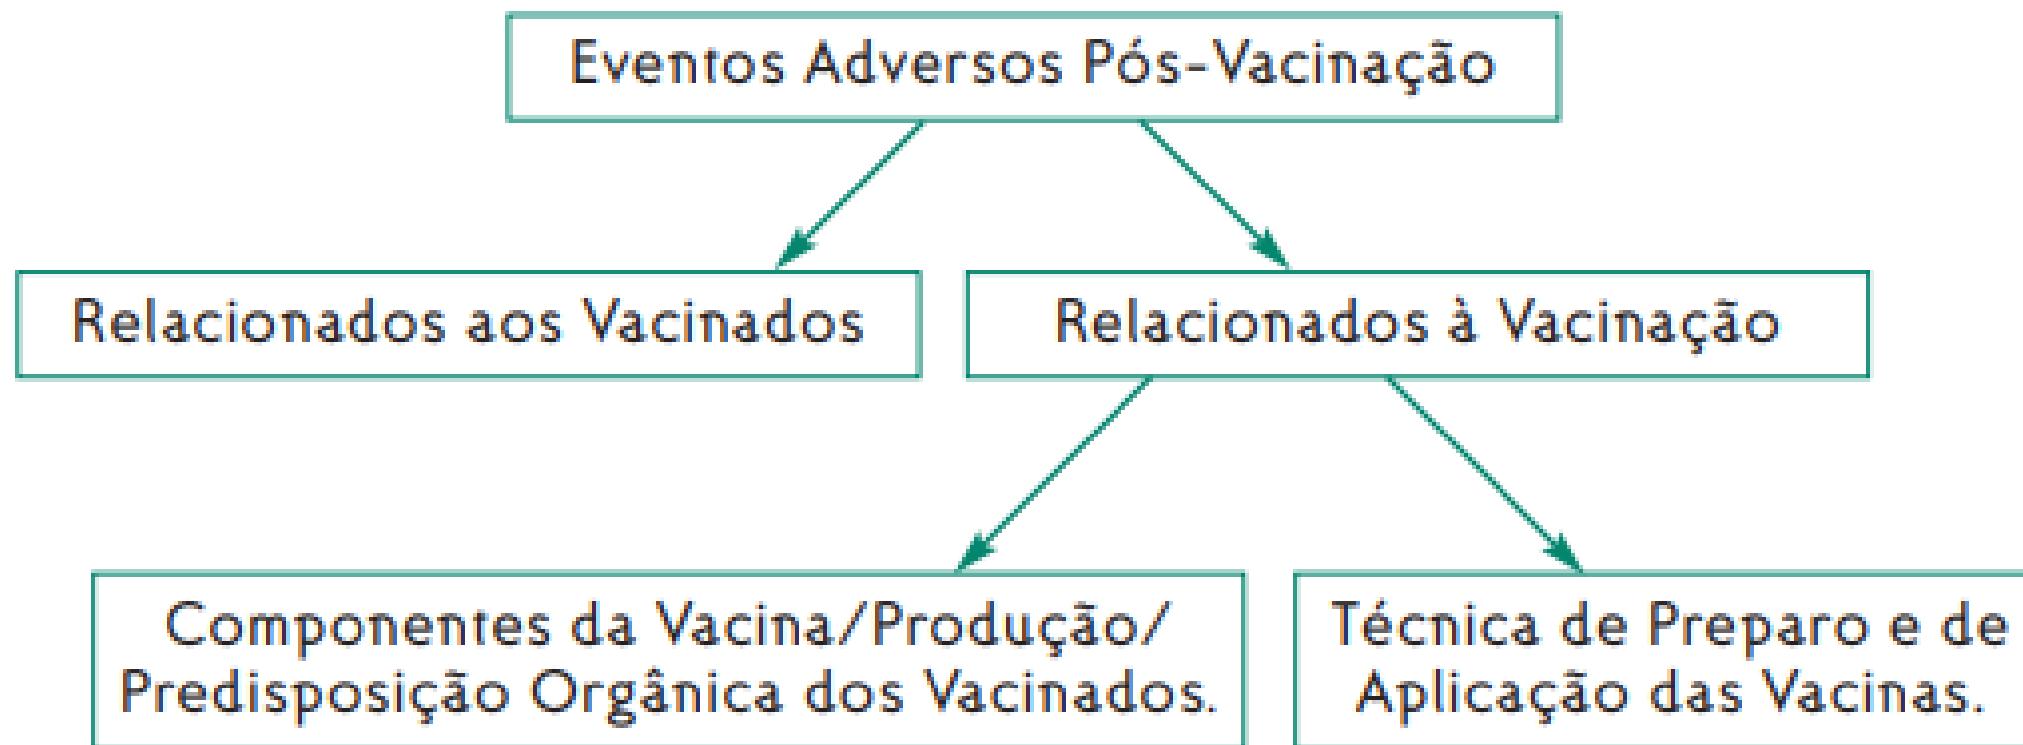 Eventos Adversos Pós-Vacinação
Relacionados aos Vacinados
Relacionados à Vacinação
Componentes da Vacina/Produção/
Predisposição Orgânica dos Vacinados.
Técnica de Preparo e de
Aplicação das Vacinas.